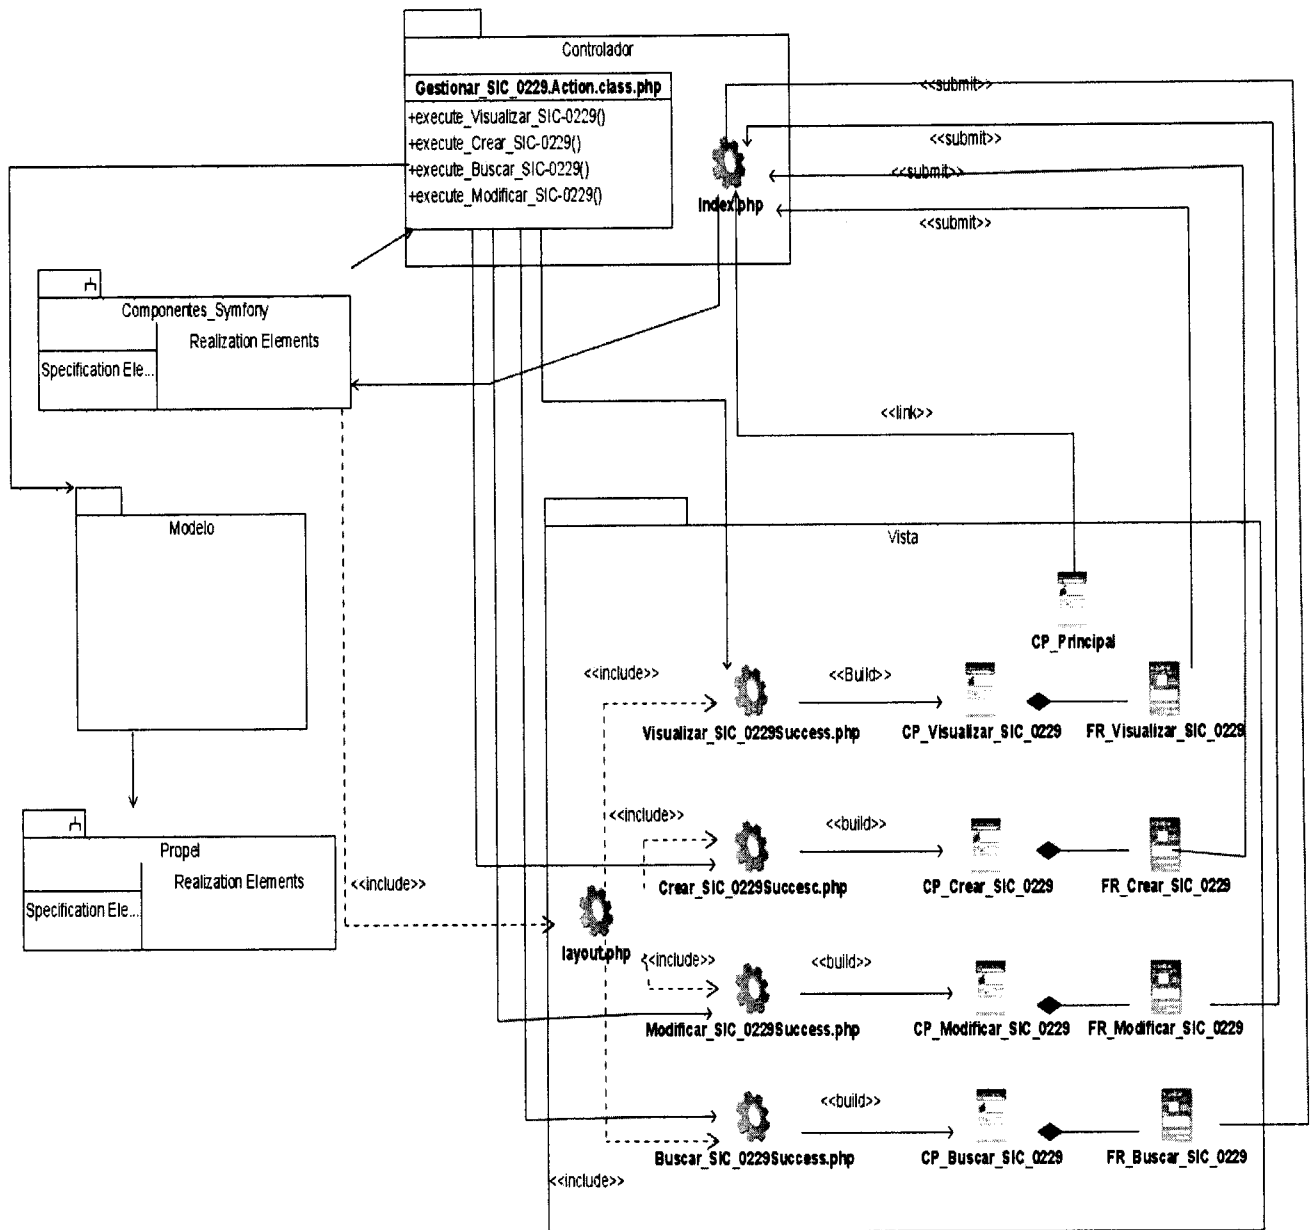 Controlador
Gestionar_SIC_0229.Action.class.php
+execute_Visualizar_SIC-0229()
+execute_Crear_SIC-0229()
+execute_Buscar_SIC-0229()
+execute_Modificar_SIC-0229()
Index.php
<<submit>>
<<submit>>
<<submit>>
<<submit>>
Componentes_Symfony
Realization Elements
Specification Ele...
<<link>>
Modelo
Vista
CP_Principal
<<include>>
<<Build>>
Visualizar_SIC_0229Success.php
CP_Visualizar_SIC_0229
FR_Visualizar_SIC_0229
<<include>>
<<build>>
Crear_SIC_0229Succesc.php
CP_Crear_SIC_0229
FR_Crear_SIC_0229
Propel
Realization Elements
Specification Ele...
<<include>>
layout.php
<<include>>
<<build>>
Modificar_SIC_0229Success.php
CP_Modificar_SIC_0229
FR_Modificar_SIC_0229
<<build>>
Buscar_SIC_0229Success.php
CP_Buscar_SIC_0229
FR_Buscar_SIC_0229
<<include>>